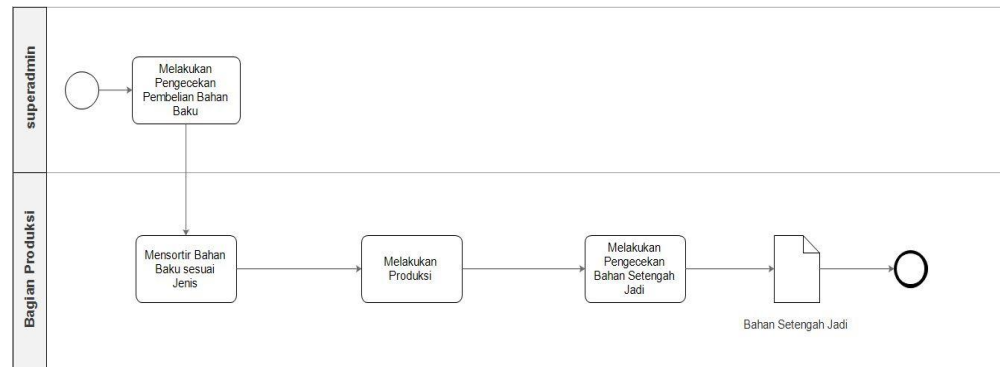 superadmin
Melakukan
Pengecekan
Pembelian Bahan
Baku
Bagian Produksi
Mensortir Bahan
Baku sesuai
Jenis
Melakukan
Produksi
Melakukan
Pengecekan
Bahan Setengah
Jadi
Bahan Setengah Jadi